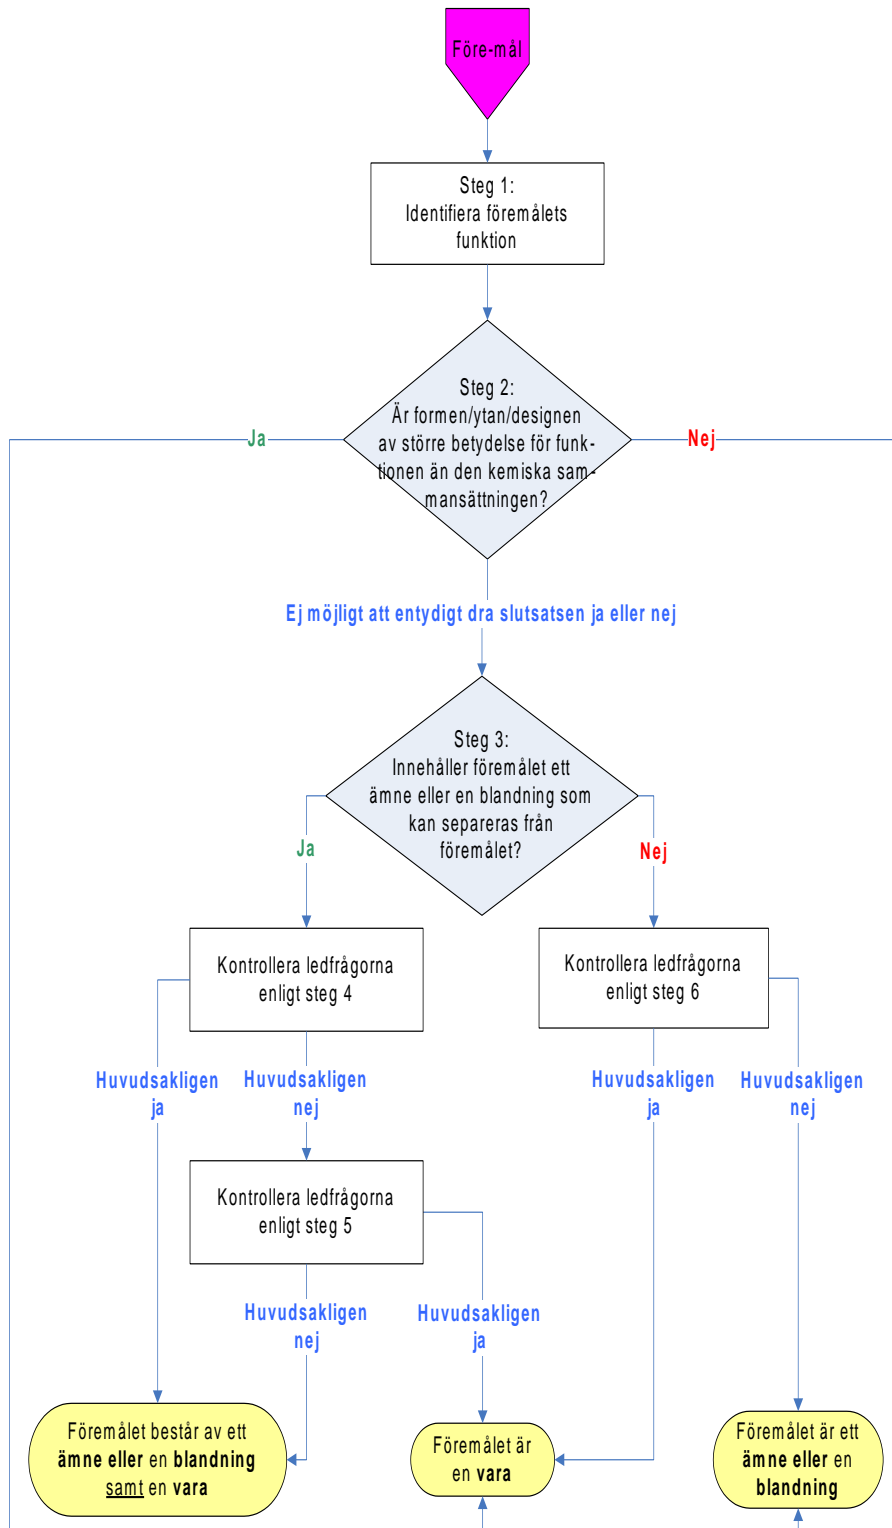 Före-mål
Steg 1:
Identifiera föremålets
funktion
Steg 2:
Är formen/ytan/designen
av större betydelse för funk-
tionen än den kemiska sam-
mansättningen?
Ja
Nej
Ej möjligt att entydigt dra slutsatsen ja eller nej
Steg 3:
Innehåller föremålet ett
ämne eller en blandning som
kan separeras från
föremålet?
Ja
Nej
Kontrollera ledfrågorna
enligt steg 4
Kontrollera ledfrågorna
enligt steg 6
Huvudsakligen
ja
Huvudsakligen
nej
Huvudsakligen
ja
Huvudsakligen
nej
Kontrollera ledfrågorna
enligt steg 5
Huvudsakligen
nej
Huvudsakligen
ja
Föremålet består av ett
ämne eller en blandning
samt en vara
Föremålet är
en vara
Föremålet är ett
ämne eller en
blandning